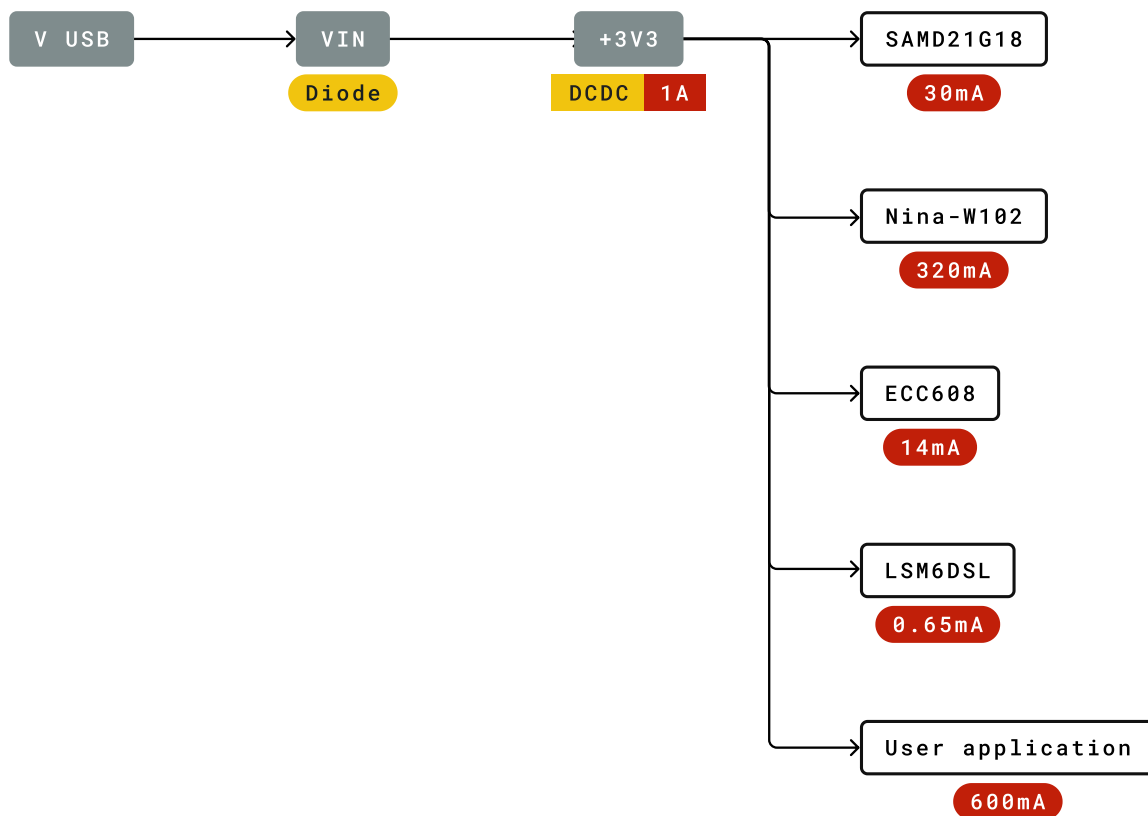 V USB
VIN
+3V3
SAMD21G18
Diode
DCDC
1A
30mA
Nina-W102
320mA
ECC608
14mA
LSM6DSL
0.65mA
User application
600mA